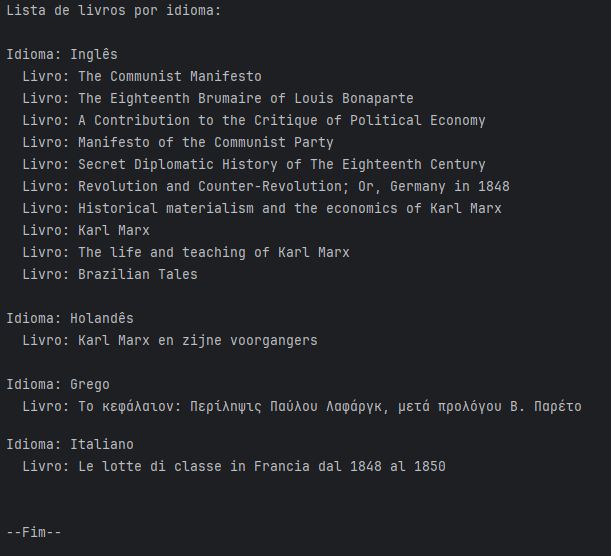 Lista de livros por idioma:
Idioma: Inglês
Livro: The Communist Manifesto
Livro: The Eighteenth Brumaire of Louis Bonaparte
Livro: A Contribution to the Critique of Political Economy
Livro: Manifesto of the Communist Party
Livro: Secret Diplomatic History of The Eighteenth Century
Livro: Revolution and Counter-Revolution; Or, Germany in 1848
Livro: Historical materialism and the economics of Karl Marx
Livro: Karl Marx
Livro: The life and teaching of Karl Marx
Livro: Brazilian Tales
Idioma: Holandês
Livro: Karl Marx en zijne voorgangers
Idioma: Grego
Livro: Το κεφάλαιον: Περίληψις Παύλου Λαφάργκ, μετά προλόγου Β. Παρέτο
Idioma: Italiano
Livro: Le lotte di classe in Francia dal 1848 al 1850
--Fim--